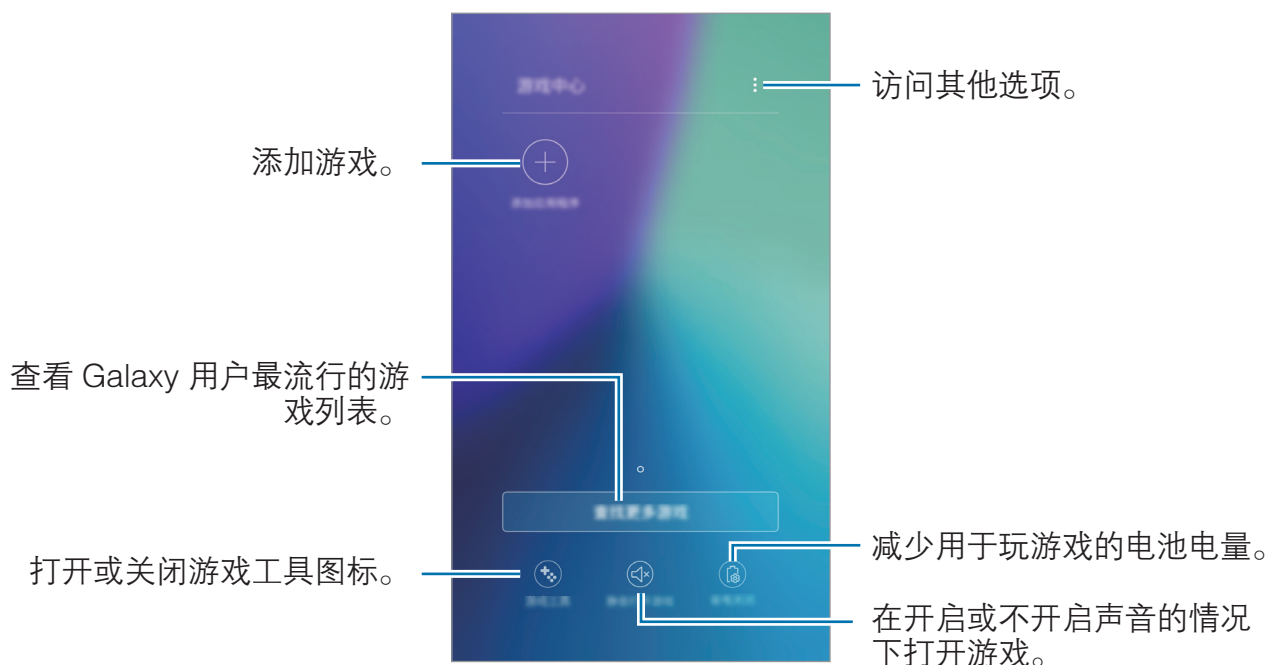 游戏中心
访问其他选项。
添加游戏。
添加应用程序
查看 Galaxy 用户最流行的游
戏列表。
查找更多游戏
打开或关闭游戏工具图标。
减少用于玩游戏的电池电量。
游戏工具
在开启或不开启声音的情况
下打开游戏。